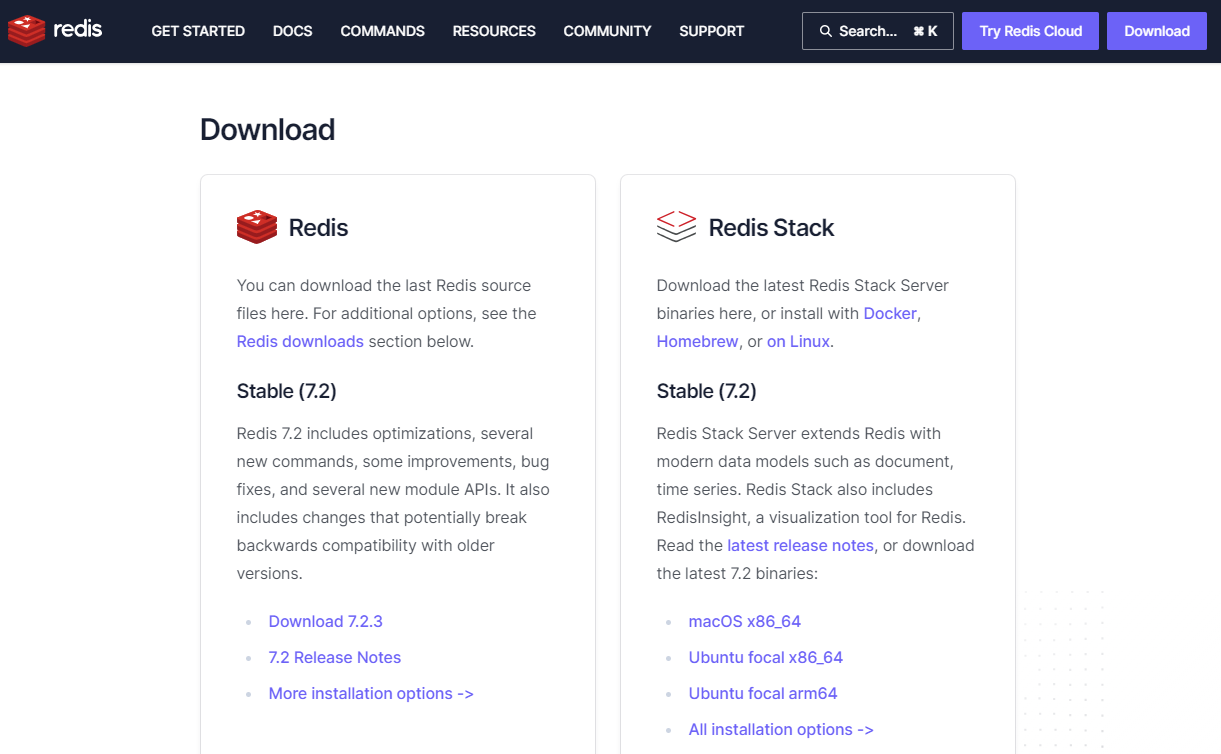 redis
GET STARTED
DOCS
COMMANDS
RESOURCES
COMMUNITY
SUPPORT
Search... ⌘ K
Try Redis Cloud
Download
Download
Redis
You can download the last Redis source
files here. For additional options, see the
Redis downloads section below.
Stable (7.2)
Redis 7.2 includes optimizations, several
new commands, some improvements, bug
fixes, and several new module APIs. It also
includes changes that potentially break
backwards compatibility with older
versions.
Download 7.2.3
7.2 Release Notes
More installation options ->
Redis Stack
Download the latest Redis Stack Server
binaries here, or install with Docker,
Homebrew, or on Linux.
Stable (7.2)
Redis Stack Server extends Redis with
modern data models such as document,
time series. Redis Stack also includes
RedisInsight, a visualization tool for Redis.
Read the latest release notes, or download
the latest 7.2 binaries:
macOS x86_64
Ubuntu focal x86_64
Ubuntu focal arm64
All installation options ->